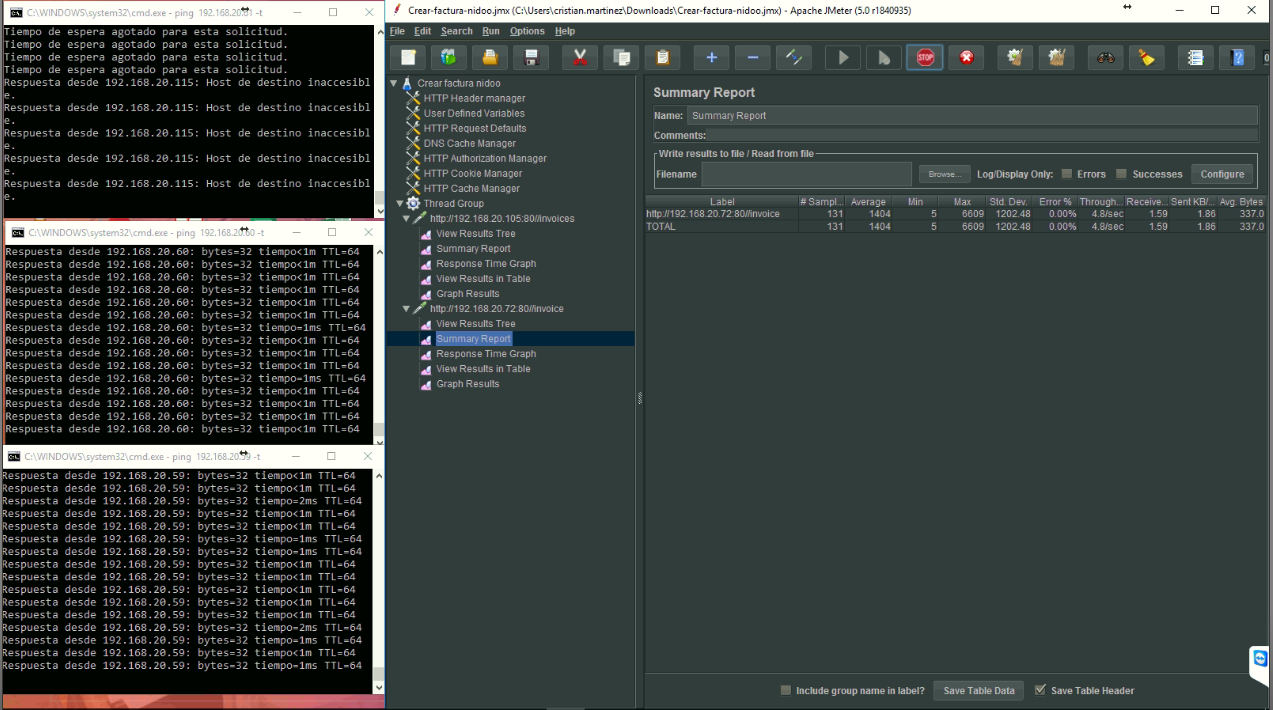 C:\WINDOWS\system32\cmd.exe - ping 192.168.20.61 -t
Tiempo de espera agotado para esta solicitud.
Tiempo de espera agotado para esta solicitud.
Tiempo de espera agotado para esta solicitud.
Tiempo de espera agotado para esta solicitud.
Respuesta desde 192.168.20.115: Host de destino inaccesibl
e.
Respuesta desde 192.168.20.115: Host de destino inaccesibl
e.
Respuesta desde 192.168.20.115: Host de destino inaccesibl
e.
Respuesta desde 192.168.20.115: Host de destino inaccesibl
e.
Respuesta desde 192.168.20.115: Host de destino inaccesibl
e.
C:\WINDOWS\system32\cmd.exe - ping 192.168.20.60 -t
Respuesta desde 192.168.20.60: bytes=32 tiempo<1m TTL=64
Respuesta desde 192.168.20.60: bytes=32 tiempo<1m TTL=64
Respuesta desde 192.168.20.60: bytes=32 tiempo<1m TTL=64
Respuesta desde 192.168.20.60: bytes=32 tiempo<1m TTL=64
Respuesta desde 192.168.20.60: bytes=32 tiempo<1m TTL=64
Respuesta desde 192.168.20.60: bytes=32 tiempo<1m TTL=64
Respuesta desde 192.168.20.60: bytes=32 tiempo=1ms TTL=64
Respuesta desde 192.168.20.60: bytes=32 tiempo<1m TTL=64
Respuesta desde 192.168.20.60: bytes=32 tiempo<1m TTL=64
Respuesta desde 192.168.20.60: bytes=32 tiempo<1m TTL=64
Respuesta desde 192.168.20.60: bytes=32 tiempo=1ms TTL=64
Respuesta desde 192.168.20.60: bytes=32 tiempo<1m TTL=64
Respuesta desde 192.168.20.60: bytes=32 tiempo<1m TTL=64
Respuesta desde 192.168.20.60: bytes=32 tiempo<1m TTL=64
Respuesta desde 192.168.20.60: bytes=32 tiempo<1m TTL=64
C:\WINDOWS\system32\cmd.exe - ping 192.168.20.59 -t
Respuesta desde 192.168.20.59: bytes=32 tiempo<1m TTL=64
Respuesta desde 192.168.20.59: bytes=32 tiempo<1m TTL=64
Respuesta desde 192.168.20.59: bytes=32 tiempo=2ms TTL=64
Respuesta desde 192.168.20.59: bytes=32 tiempo<1m TTL=64
Respuesta desde 192.168.20.59: bytes=32 tiempo<1m TTL=64
Respuesta desde 192.168.20.59: bytes=32 tiempo=1ms TTL=64
Respuesta desde 192.168.20.59: bytes=32 tiempo=1ms TTL=64
Respuesta desde 192.168.20.59: bytes=32 tiempo<1m TTL=64
Respuesta desde 192.168.20.59: bytes=32 tiempo<1m TTL=64
Respuesta desde 192.168.20.59: bytes=32 tiempo<1m TTL=64
Respuesta desde 192.168.20.59: bytes=32 tiempo<1m TTL=64
Respuesta desde 192.168.20.59: bytes=32 tiempo<1m TTL=64
Respuesta desde 192.168.20.59: bytes=32 tiempo=2ms TTL=64
Respuesta desde 192.168.20.59: bytes=32 tiempo=1ms TTL=64
Respuesta desde 192.168.20.59: bytes=32 tiempo<1m TTL=64
Respuesta desde 192.168.20.59: bytes=32 tiempo=1ms TTL=64
Crear-factura-nidoo.jmx (C:\Users\cristian.martinez\Downloads\Crear-factura-nidoo.jmx) - Apache JMeter (5.0 r1840935)
File Edit Search Run Options Help
STOP
0
Crear factura nidoo
HTTP Header manager
User Defined Variables
HTTP Request Defaults
DNS Cache Manager
HTTP Authorization Manager
HTTP Cookie Manager
HTTP Cache Manager
Thread Group
http://192.168.20.105:80//invoices
View Results Tree
Summary Report
Response Time Graph
View Results in Table
Graph Results
http://192.168.20.72:80//invoice
View Results Tree
Summary Report
Response Time Graph
View Results in Table
Graph Results
Summary Report
Name: Summary Report
Comments:
Write results to file / Read from file
Filename Browse... Log/Display Only: Errors Successes Configure
Label # Sampl... Average Min Max Std. Dev. Error % Through... Receive... Sent KB/... Avg. Bytes
http://192.168.20.72:80//invoice 131 1404 5 6609 1202.48 0.00% 4.8/sec 1.59 1.86 337.0
TOTAL 131 1404 5 6609 1202.48 0.00% 4.8/sec 1.59 1.86 337.0
Include group name in label? Save Table Data Save Table Header